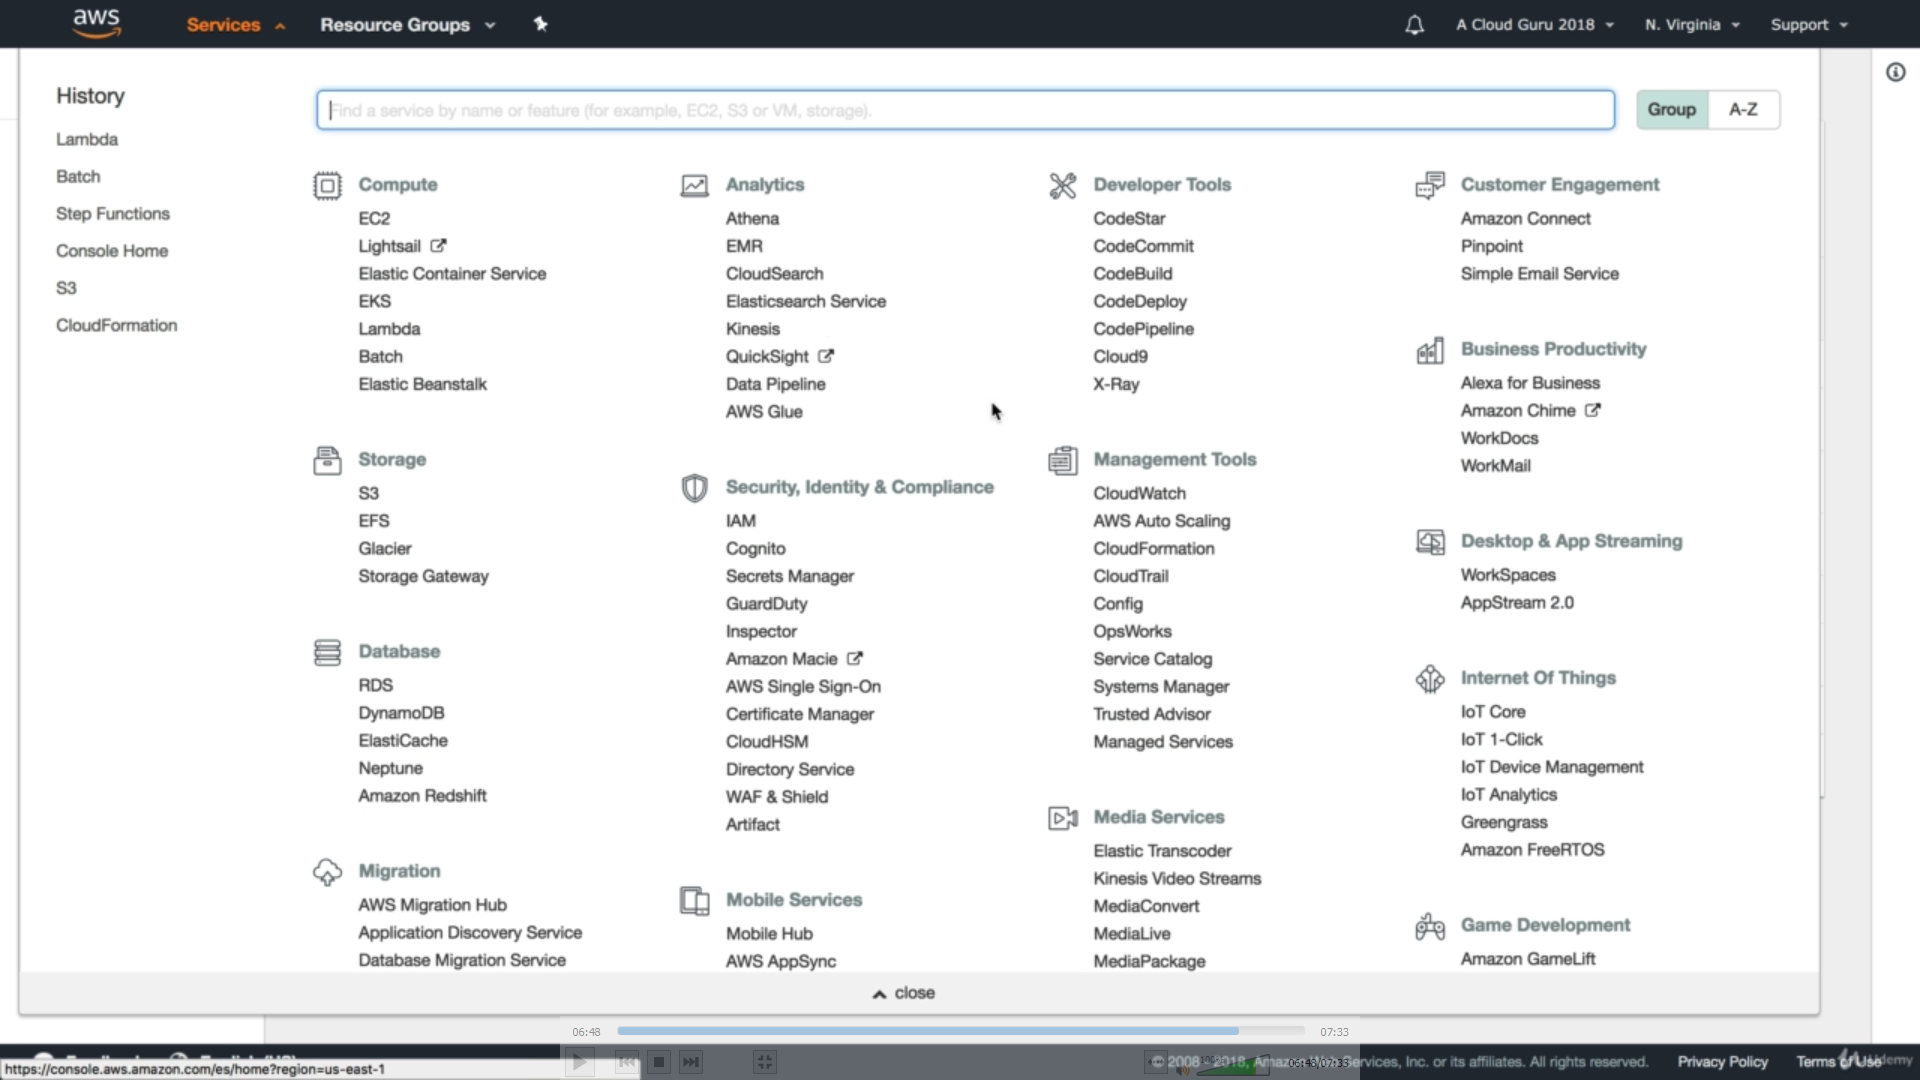 aws
Services
Resource Groups
A Cloud Guru 2018
N. Virginia
Support
History
Lambda
Batch
Step Functions
Console Home
S3
CloudFormation
Find a service by name or feature (for example, EC2, S3 or VM, storage).
Group
A-Z
Compute
EC2
Lightsail
Elastic Container Service
EKS
Lambda
Batch
Elastic Beanstalk
Storage
S3
EFS
Glacier
Storage Gateway
Database
RDS
DynamoDB
ElastiCache
Neptune
Amazon Redshift
Migration
AWS Migration Hub
Application Discovery Service
Database Migration Service
Analytics
Athena
EMR
CloudSearch
Elasticsearch Service
Kinesis
QuickSight
Data Pipeline
AWS Glue
Security, Identity & Compliance
IAM
Cognito
Secrets Manager
GuardDuty
Inspector
Amazon Macie
AWS Single Sign-On
Certificate Manager
CloudHSM
Directory Service
WAF & Shield
Artifact
Mobile Services
Mobile Hub
AWS AppSync
Developer Tools
CodeStar
CodeCommit
CodeBuild
CodeDeploy
CodePipeline
Cloud9
X-Ray
Management Tools
CloudWatch
AWS Auto Scaling
CloudFormation
CloudTrail
Config
OpsWorks
Service Catalog
Systems Manager
Trusted Advisor
Managed Services
Media Services
Elastic Transcoder
Kinesis Video Streams
MediaConvert
MediaLive
MediaPackage
Customer Engagement
Amazon Connect
Pinpoint
Simple Email Service
Business Productivity
Alexa for Business
Amazon Chime
WorkDocs
WorkMail
Desktop & App Streaming
WorkSpaces
AppStream 2.0
Internet Of Things
IoT Core
IoT 1-Click
IoT Device Management
IoT Analytics
Greengrass
Amazon FreeRTOS
Game Development
Amazon GameLift
close
06:48
07:33
https://console.aws.amazon.com/es/home?region=us-east-1
06:48/07:33
© 2008 - 2018, Amazon Services, Inc. or its affiliates. All rights reserved.
Privacy Policy
Terms of Use
Udemy